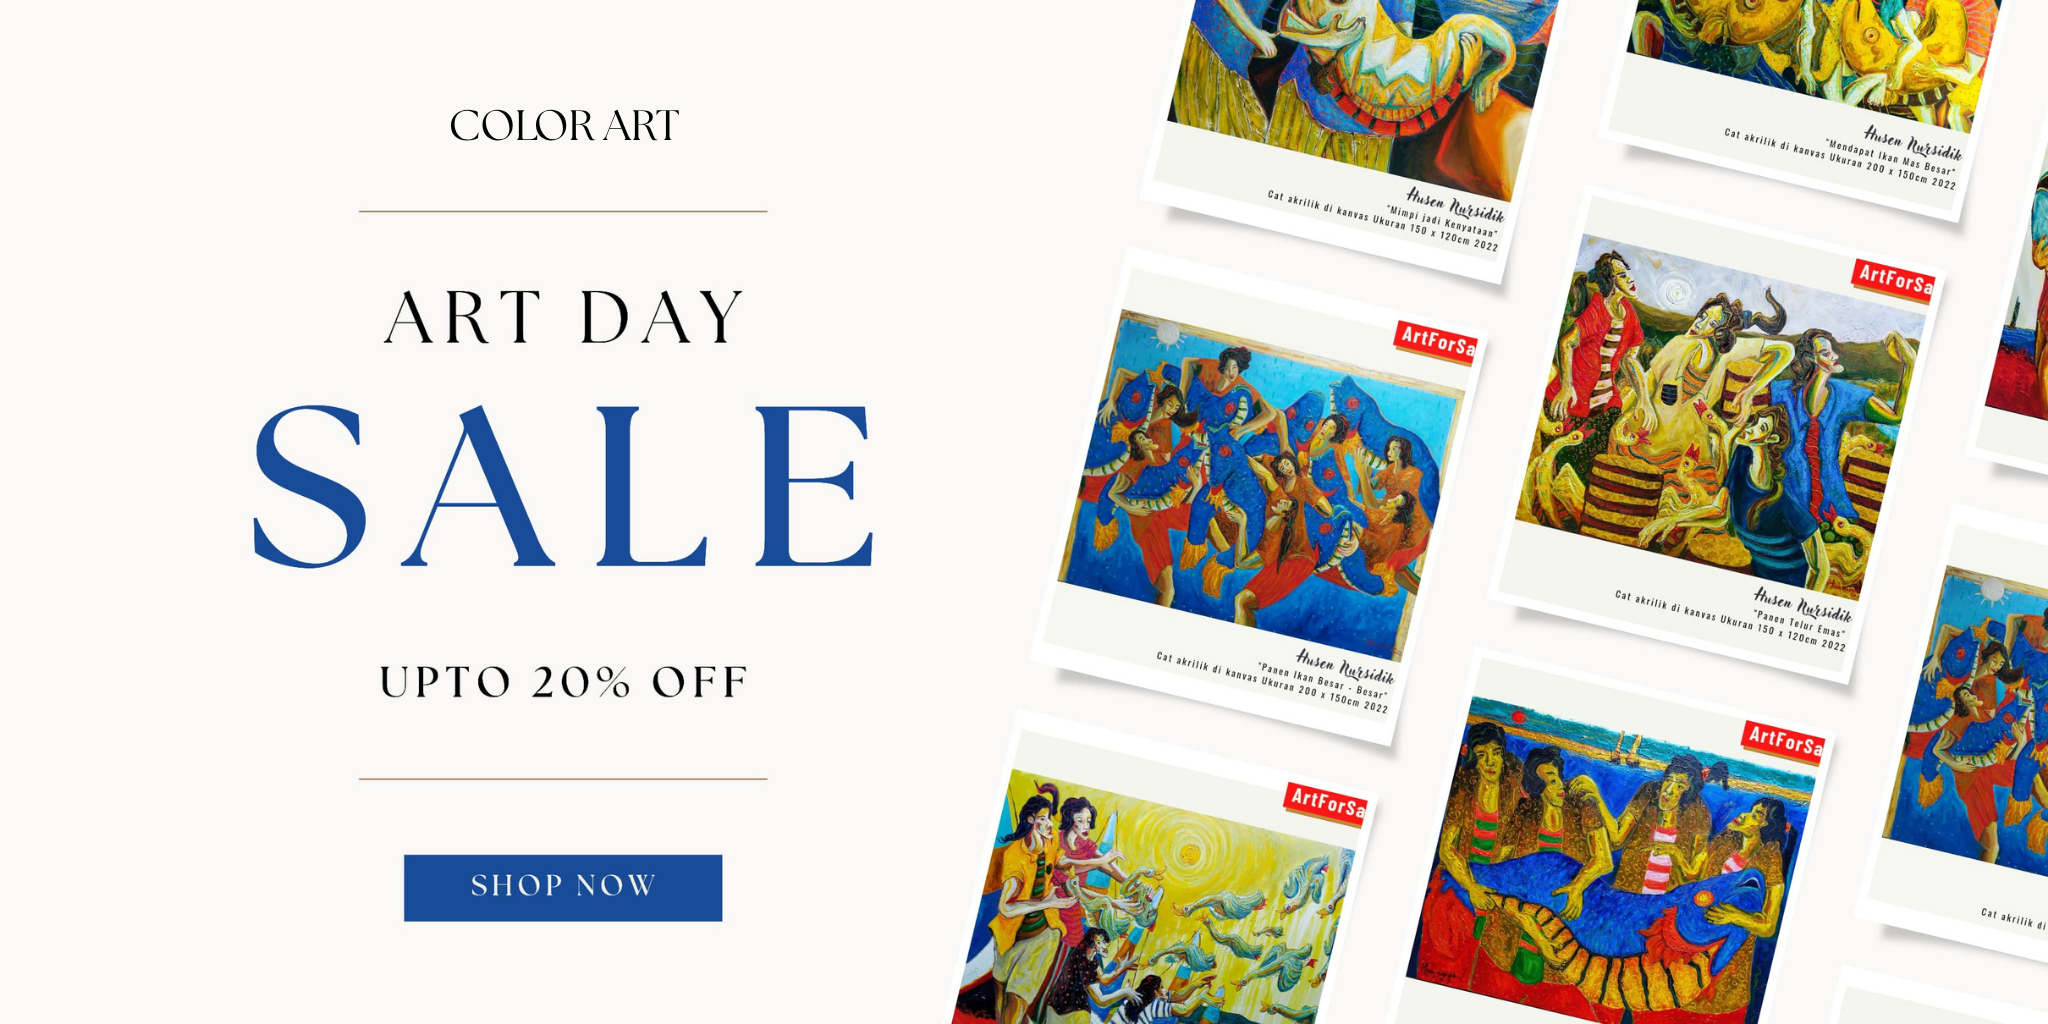 COLOR ART
ART DAY
SALE
UPTO 20% OFF
SHOP NOW
Husen Nursidik
"Mimpi jadi Kenyataan"
Cat akrilik di kanvas Ukuran 150 x 120cm 2022
Husen Nursidik
"Mendapat Ikan Mas Besar"
Cat akrilik di kanvas Ukuran 200 x 150cm 2022
ArtForSa
Husen Nursidik
"Panen Ikan Besar - Besar"
Cat akrilik di kanvas Ukuran 200 x 150cm 2022
ArtForSa
Husen Nursidik
"Panen Telur Emas"
Cat akrilik di kanvas Ukuran 150 x 120cm 2022
ArtForSa
ArtForSa
Cat akrilik di